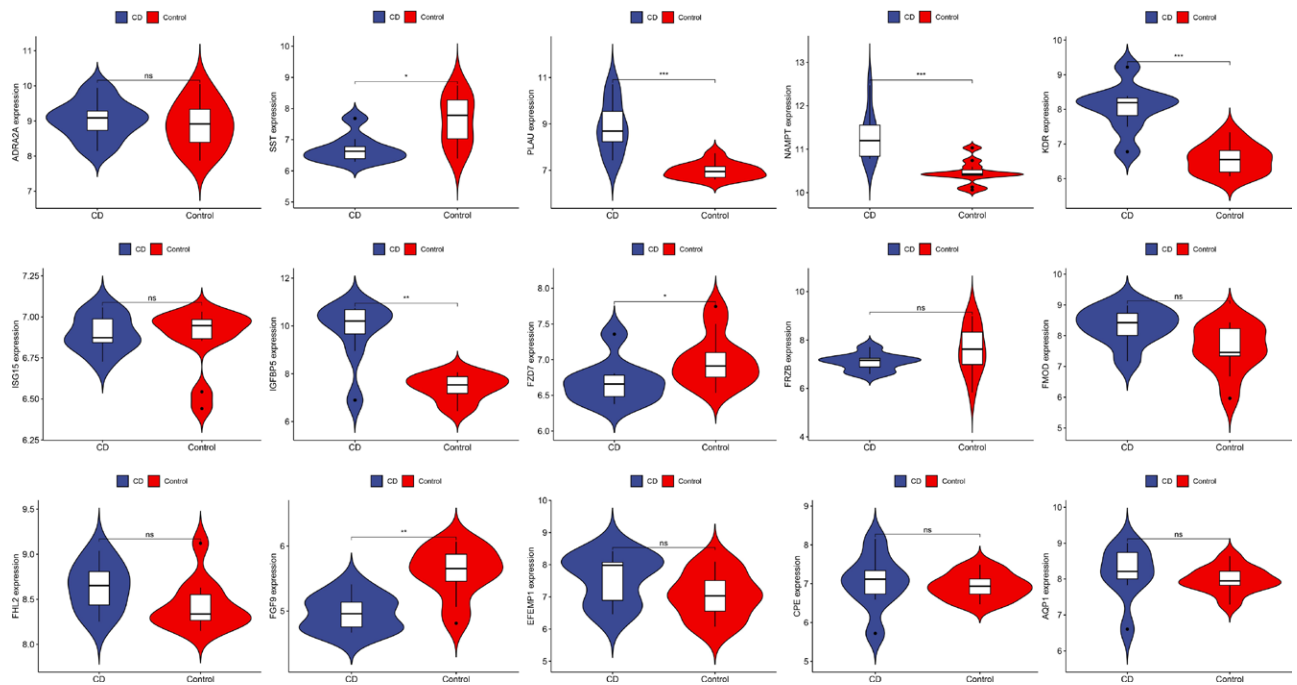 CD Control
CD Control
CD Control
CD Control
CD Control
ADRA2A expression
11
10
9
8
7
ns
CD Control
SST expression
10
9
8
7
6
5
*
CD Control
PLAU expression
11
9
7
***
CD Control
NAMPT expression
13
12
11
10
***
CD Control
KDR expression
10
9
8
7
6
***
CD Control
CD Control
CD Control
CD Control
CD Control
CD Control
ISG15 expression
7.25
7.00
6.75
6.50
6.25
ns
CD Control
IGFBP5 expression
12
10
8
6
**
CD Control
FZD7 expression
8.0
7.5
7.0
6.5
6.0
*
CD Control
FRZB expression
10
8
6
4
ns
CD Control
FMOD expression
10
9
8
7
6
5
ns
CD Control
CD Control
CD Control
CD Control
CD Control
CD Control
FHL2 expression
9.5
9.0
8.5
8.0
ns
CD Control
FGF9 expression
6
5
**
CD Control
EFEMP1 expression
10
9
8
7
6
5
4
ns
CD Control
CPE expression
9
8
7
6
5
ns
CD Control
AQP1 expression
10
9
8
7
6
ns
CD Control